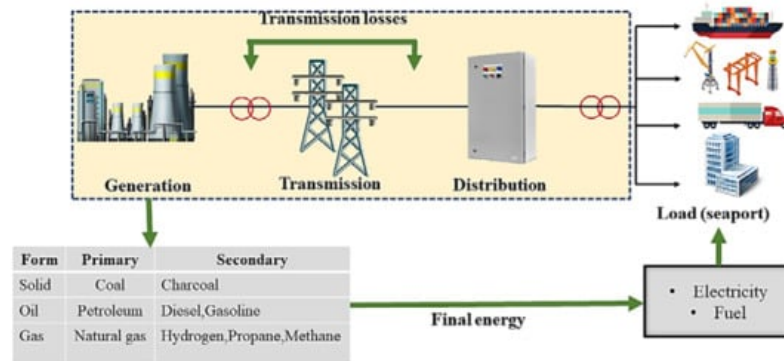 Transmission losses
Generation
Transmission
Distribution
Load (seaport)
Form Primary Secondary
Solid Coal Charcoal
Oil Petroleum Diesel,Gasoline
Gas Natural gas Hydrogen,Propane,Methane
Final energy
• Electricity
• Fuel